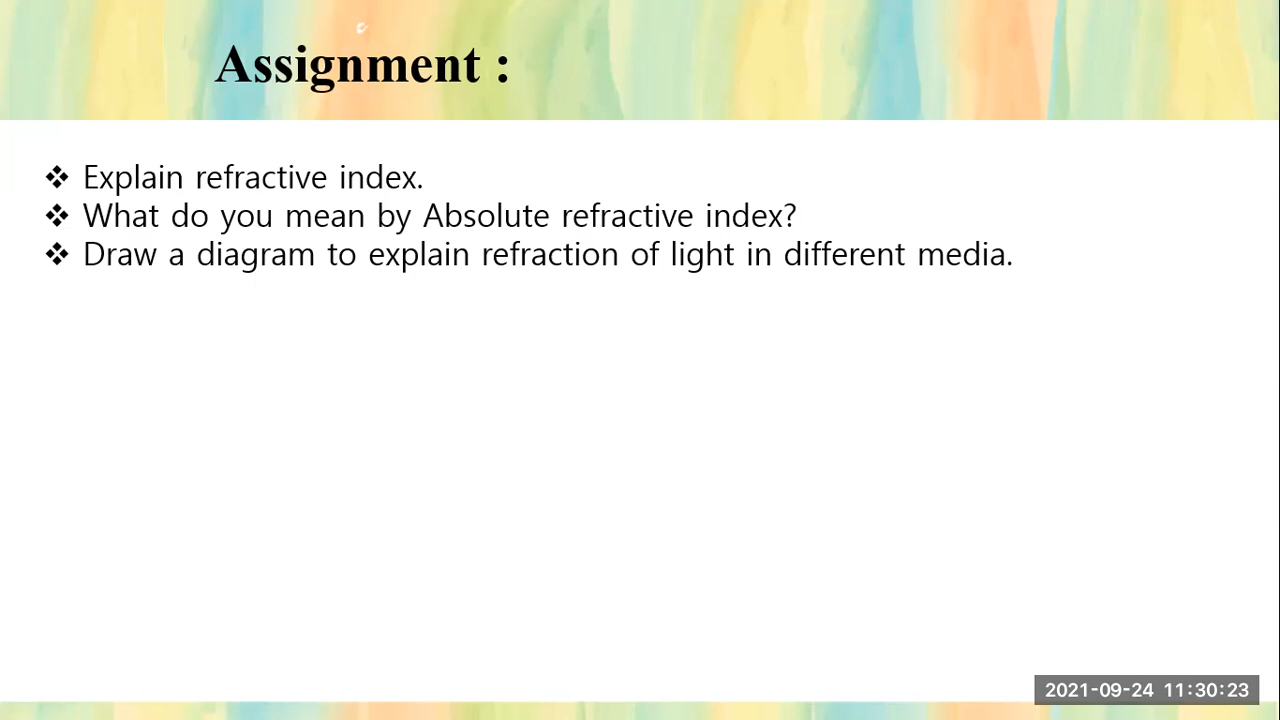 Assignment :
❖ Explain refractive index.
❖ What do you mean by Absolute refractive index?
❖ Draw a diagram to explain refraction of light in different media.
2021-09-24 11:30:23